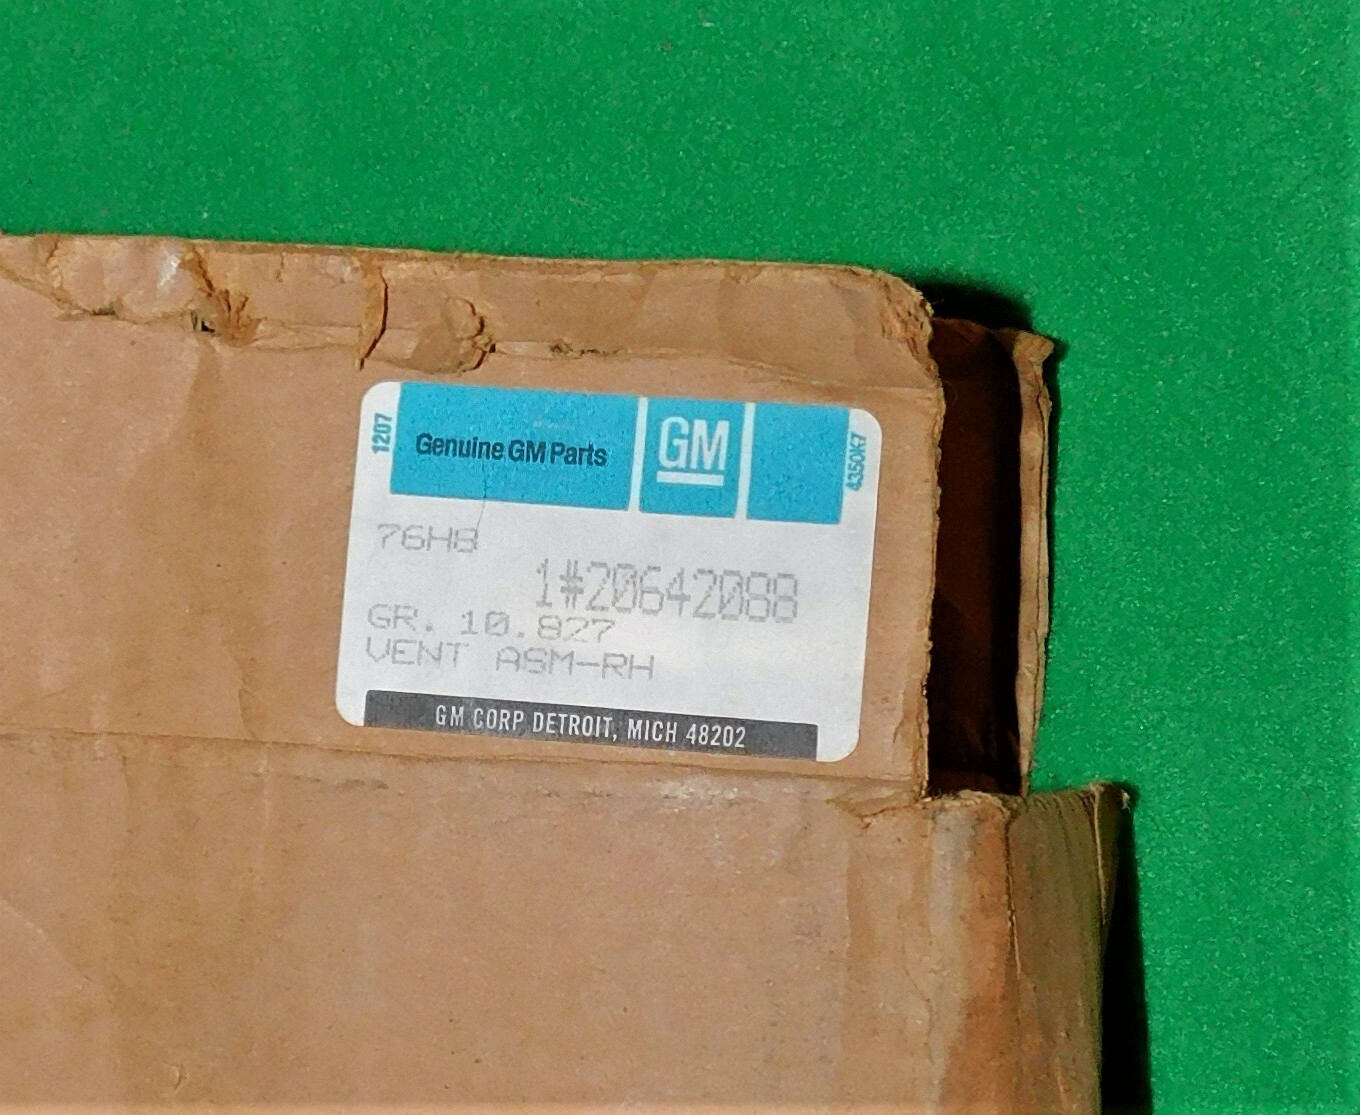 1207
Genuine GM Parts
GM
4350K7
76H8
1#20642088
GR. 10.827
VENT ASM-RH
GM CORP DETROIT, MICH 48202